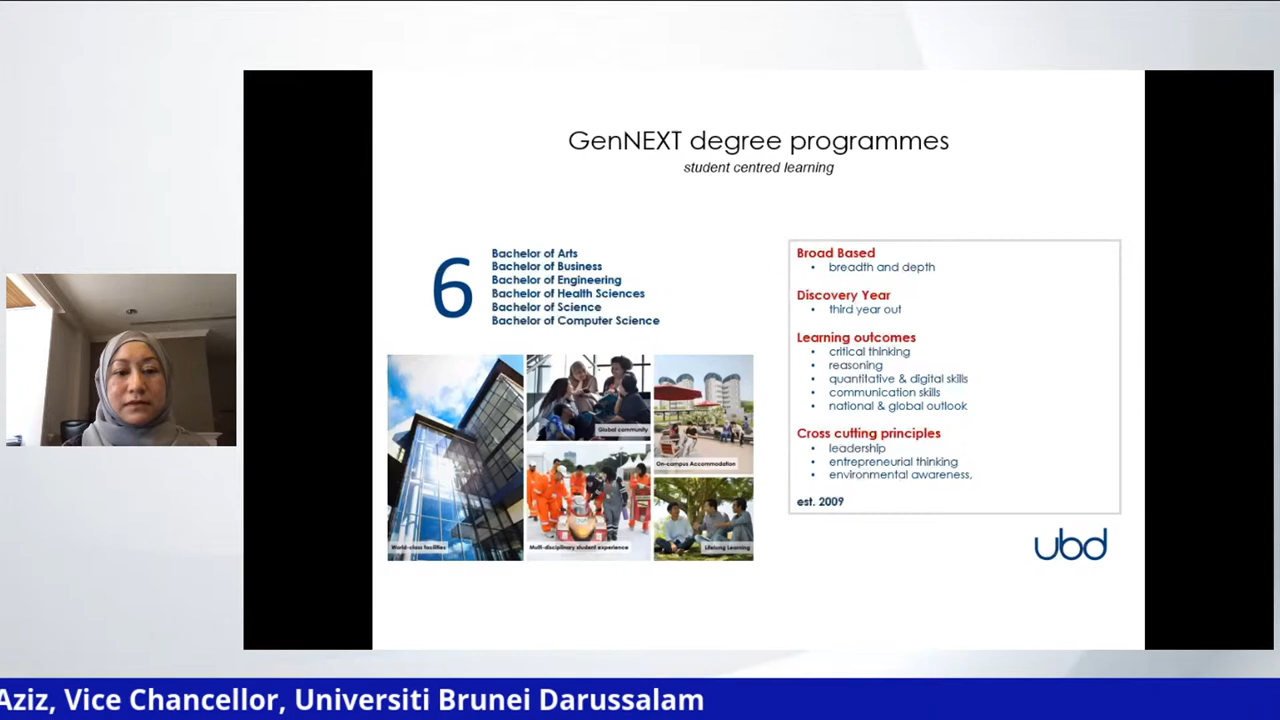 GenNEXT degree programmes
student centred learning
6
Bachelor of Arts
Bachelor of Business
Bachelor of Engineering
Bachelor of Health Sciences
Bachelor of Science
Bachelor of Computer Science
Global community
On-campus Accommodation
World-class facilities
Multi-disciplinary student experience
Lifelong Learning
Broad Based
• breadth and depth
Discovery Year
• third year out
Learning outcomes
• critical thinking
• reasoning
• quantitative & digital skills
• communication skills
• national & global outlook
Cross cutting principles
• leadership
• entrepreneurial thinking
• environmental awareness,
est. 2009
ubd
Aziz, Vice Chancellor, Universiti Brunei Darussalam